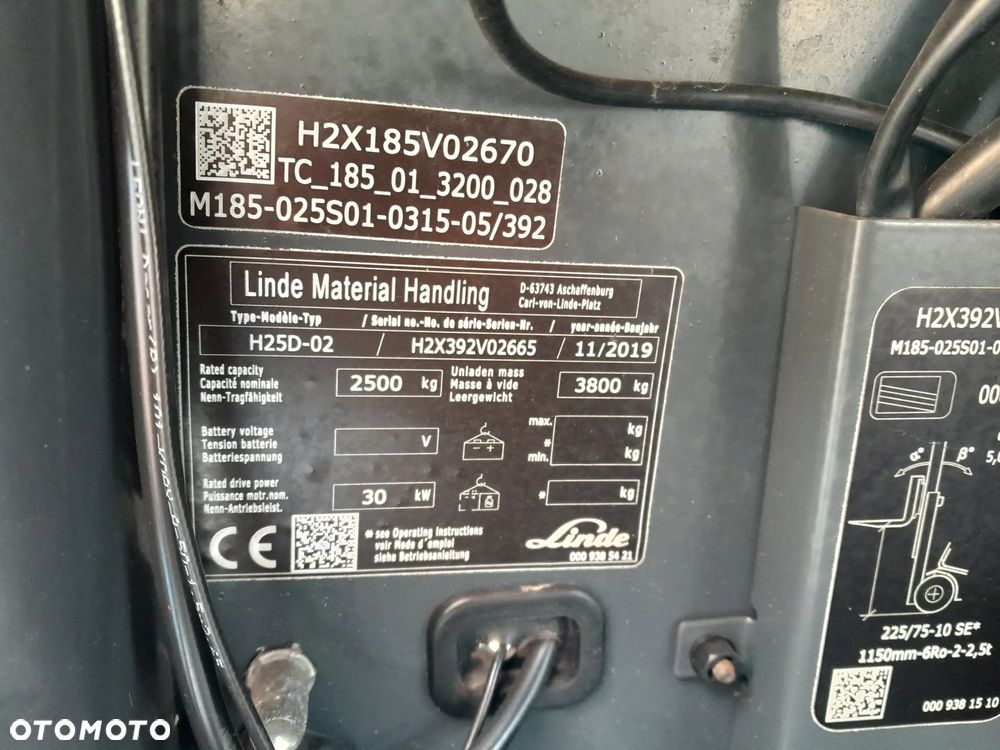 H2X185V02670
TC_185_01_3200_028
M185-025S01-0315-05/392
Linde Material Handling
D-63743 Aschaffenburg
Carl-von-Linde-Platz
Type-Modèle-Typ / Serial no.-No. de série-Serien-Nr. / year-année-Baujahr
H25D-02 / H2X392V02665 / 11/2019
Rated capacity
Capacité nominale
Nenn-Tragfähigkeit
2500 kg
Unladen mass
Masse à vide
Leergewicht
3800 kg
Battery voltage
Tension batterie
Batteriespannung
V
max. kg
*
min. kg
Rated drive power
Puissance motr.nom.
Nenn-Antriebsleist.
30 kW
* kg
CE
* see Operating instructions
voir Mode d'emploi
siehe Betriebsanleitung
Linde
000 938 54 21
H2X392V
M185-025S01-0
00
α° β° 5,
225/75-10 SE*
1150mm-6Ro-2-2,5t
000 938 15 10
OTOMOTO